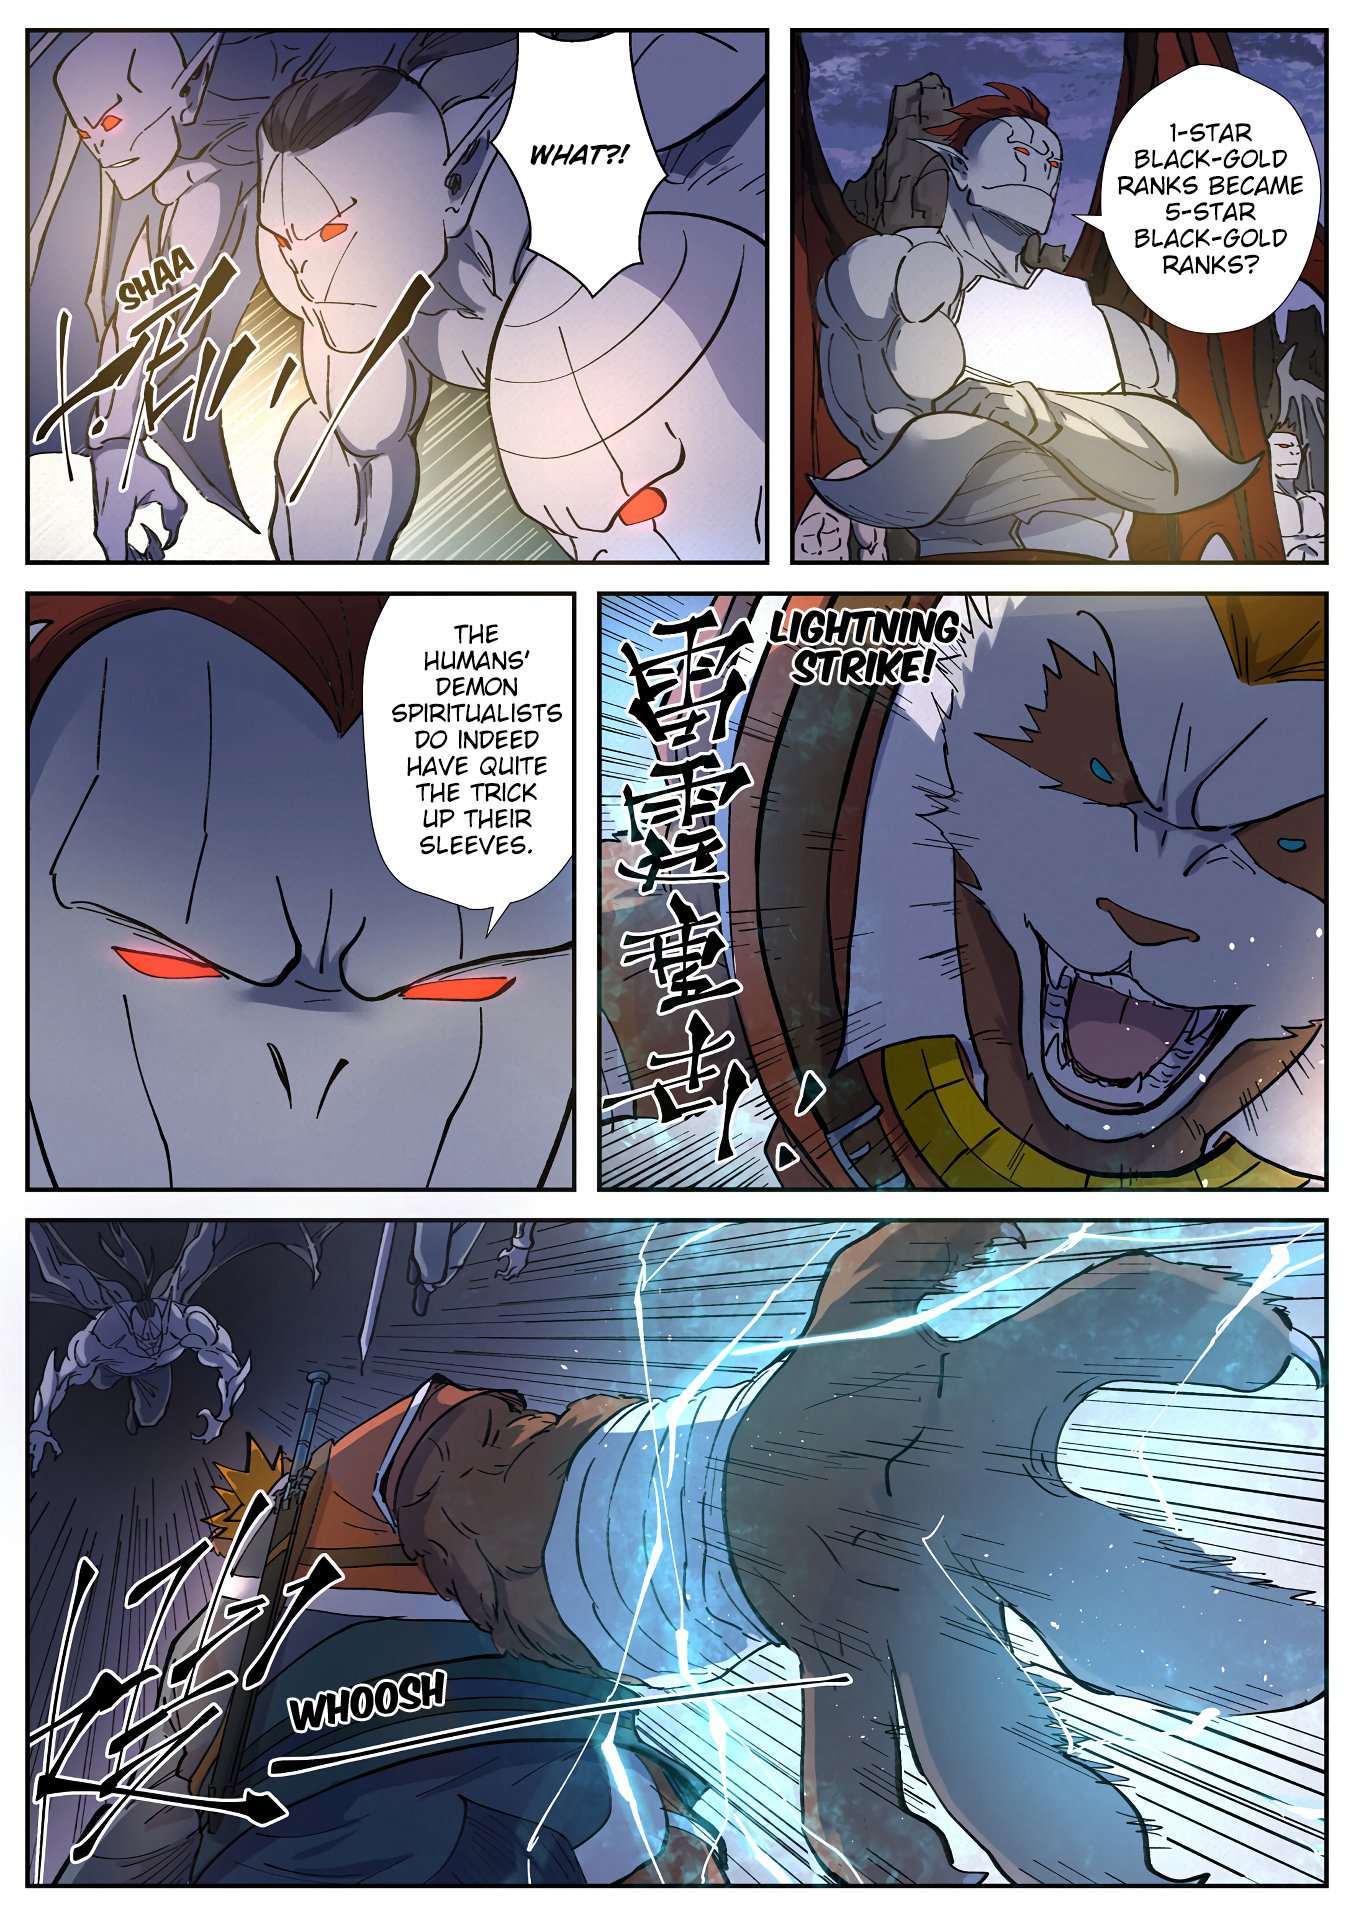 WHAT?!
SHAA
1-STAR
BLACK-GOLD
RANKS BECAME
5-STAR
BLACK-GOLD
RANKS?
THE
HUMANS'
DEMON
SPIRITUALISTS
DO INDEED
HAVE QUITE
THE TRICK
UP THEIR
SLEEVES.
LIGHTNING
STRIKE!
雷霆重击!
WHOOSH